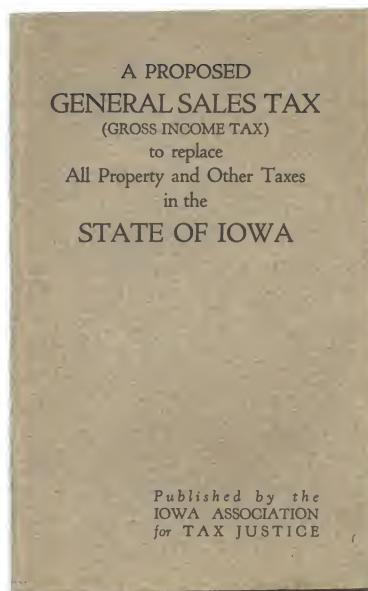 A PROPOSED
GENERAL SALES TAX
(GROSS INCOME TAX)
to replace
All Property and Other Taxes
in the
STATE OF IOWA
Published by the
IOWA ASSOCIATION
for TAX JUSTICE